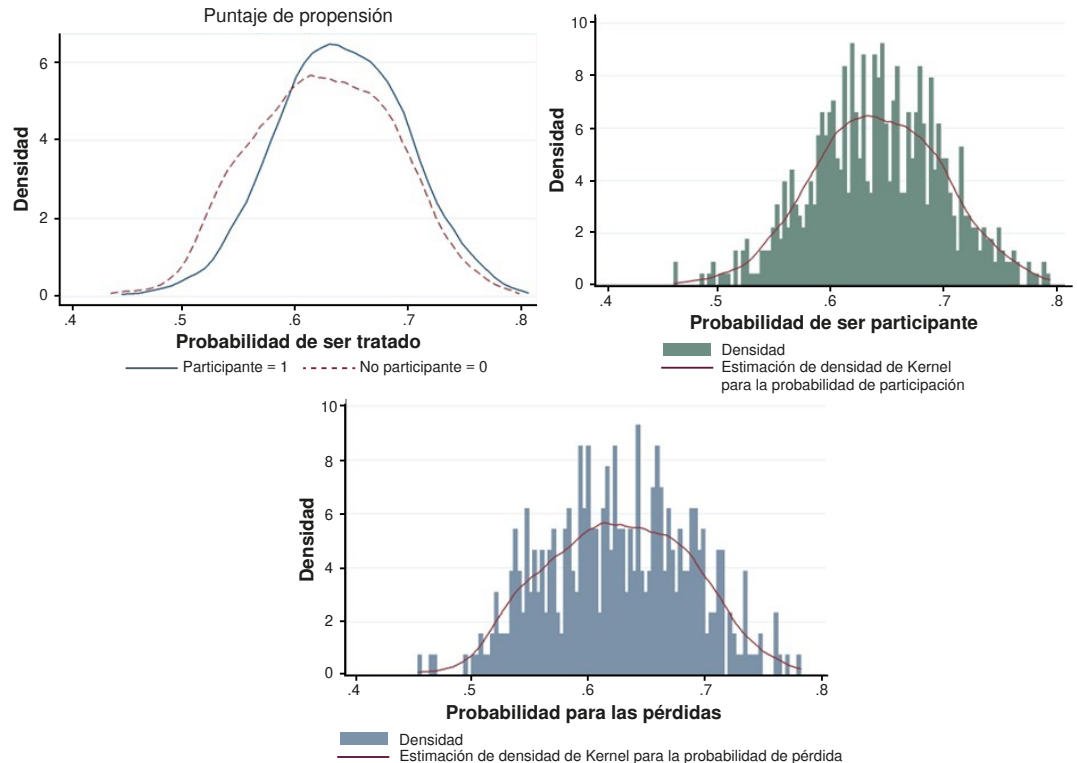 Puntaje de propensión
Densidad
6
4
2
0
.4 .5 .6 .7 .8
Probabilidad de ser tratado
Participante = 1 No participante = 0
Densidad
10
8
6
4
2
0
.4 .5 .6 .7 .8
Probabilidad de ser participante
Densidad
Estimación de densidad de Kernel
para la probabilidad de participación
Densidad
10
8
6
4
2
0
.4 .5 .6 .7 .8
Probabilidad para las pérdidas
Densidad
Estimación de densidad de Kernel para la probabilidad de pérdida